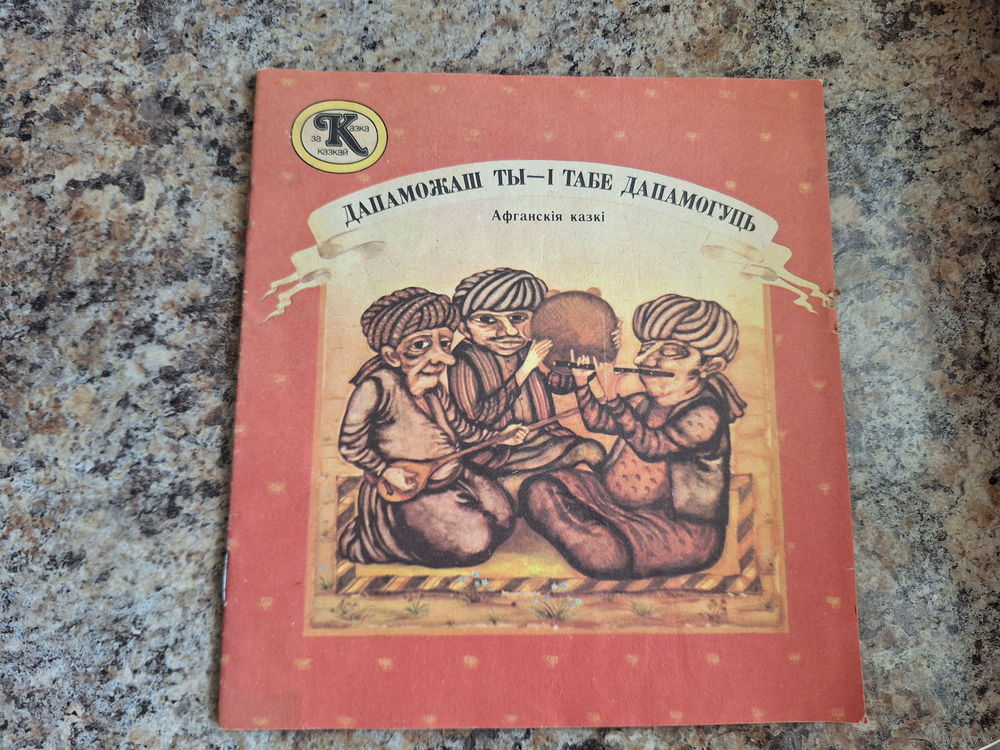 Казка
за
казкай
ДАПАМОЖАШ ТЫ—І ТАБЕ ДАПАМОГУЦЬ
Афганскія казкі